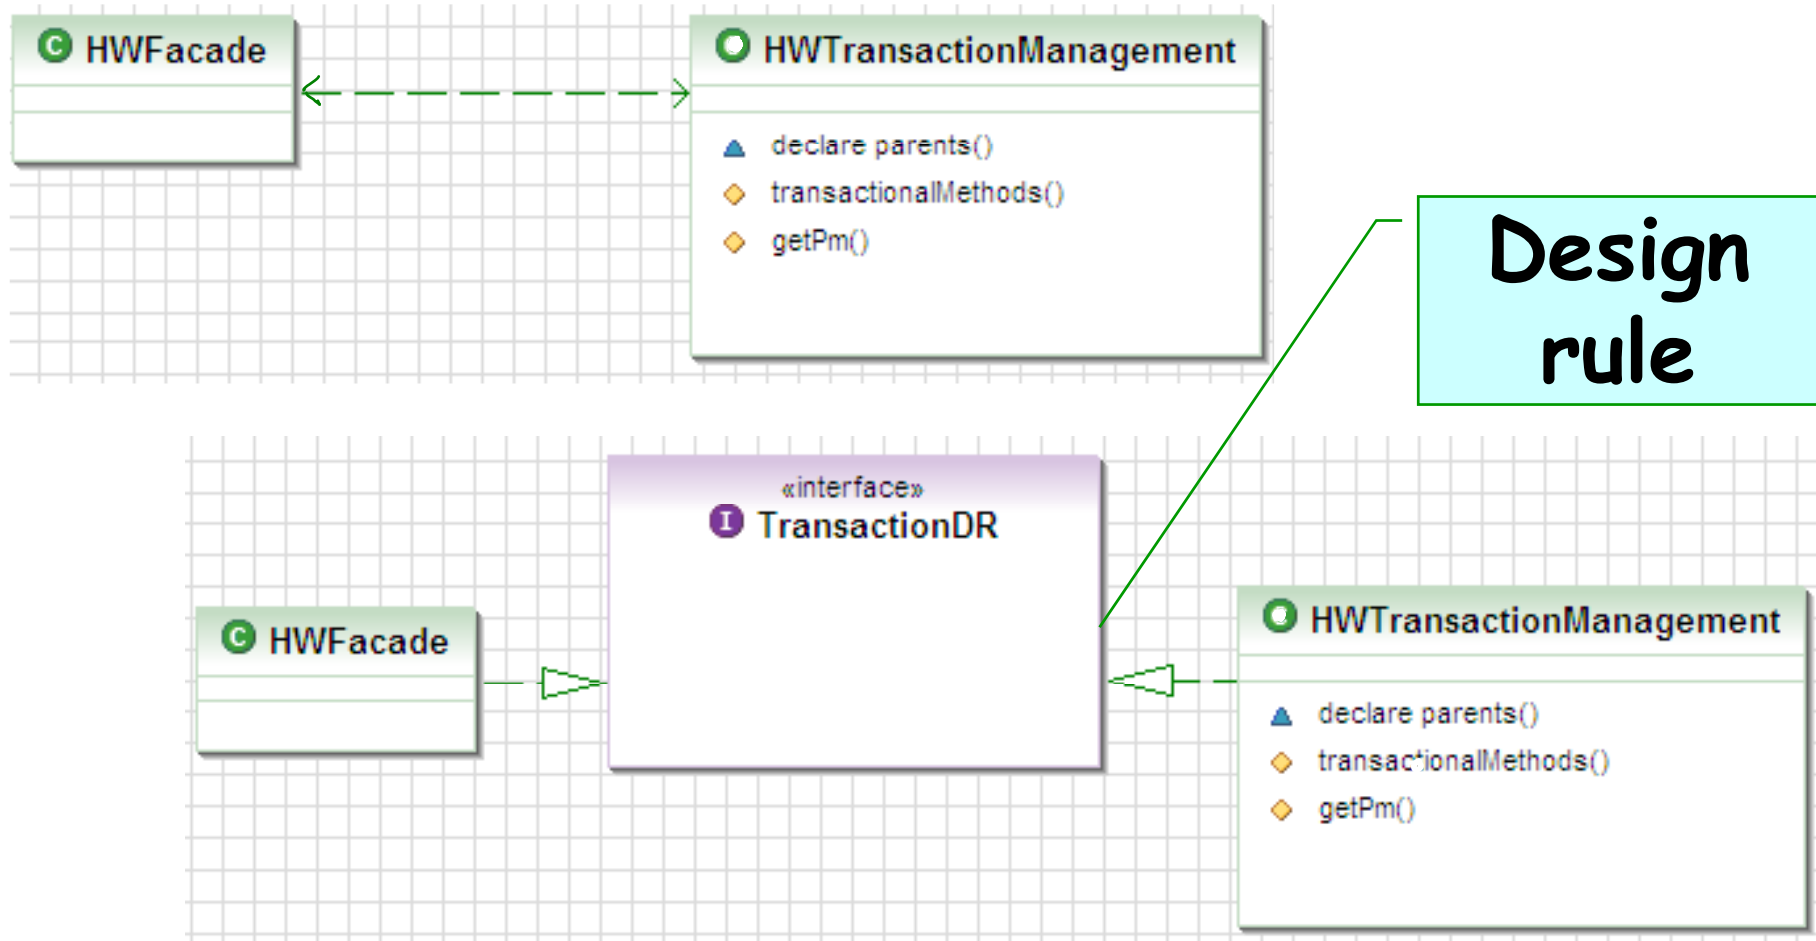 C HWFacade
HWTransactionManagement
declare parents()
transactionalMethods()
getPm()
Design
rule
«interface»
I TransactionDR
C HWFacade
HWTransactionManagement
declare parents()
transactionalMethods()
getPm()